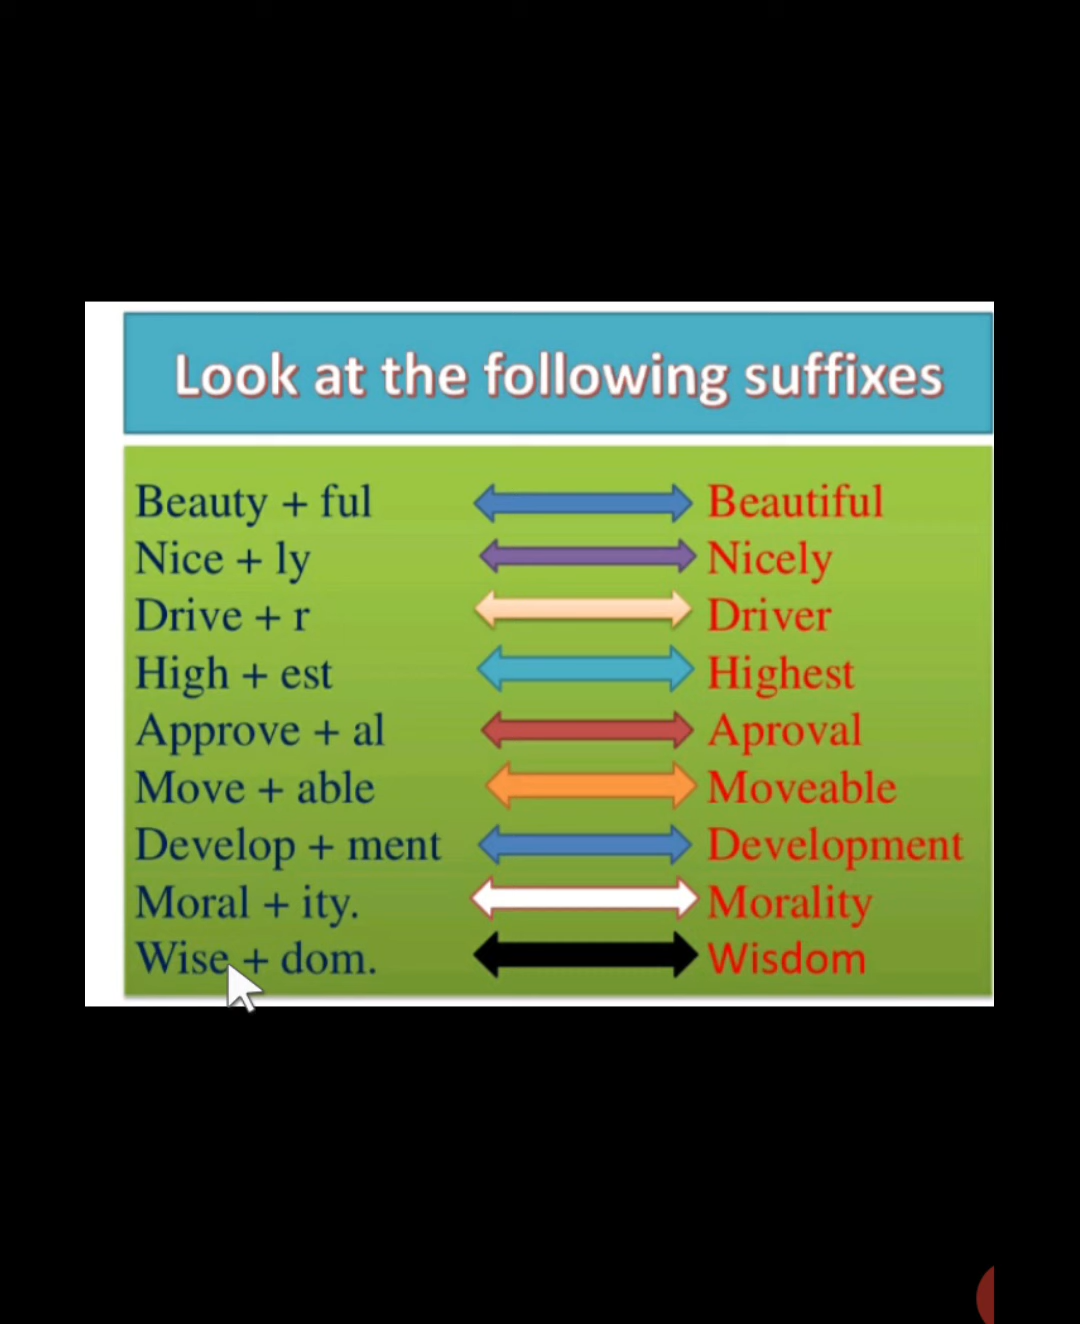 Look at the following suffixes
Beauty + ful Beautiful
Nice + ly Nicely
Drive + r Driver
High + est Highest
Approve + al Aproval
Move + able Moveable
Develop + ment Development
Moral + ity. Morality
Wise + dom. Wisdom